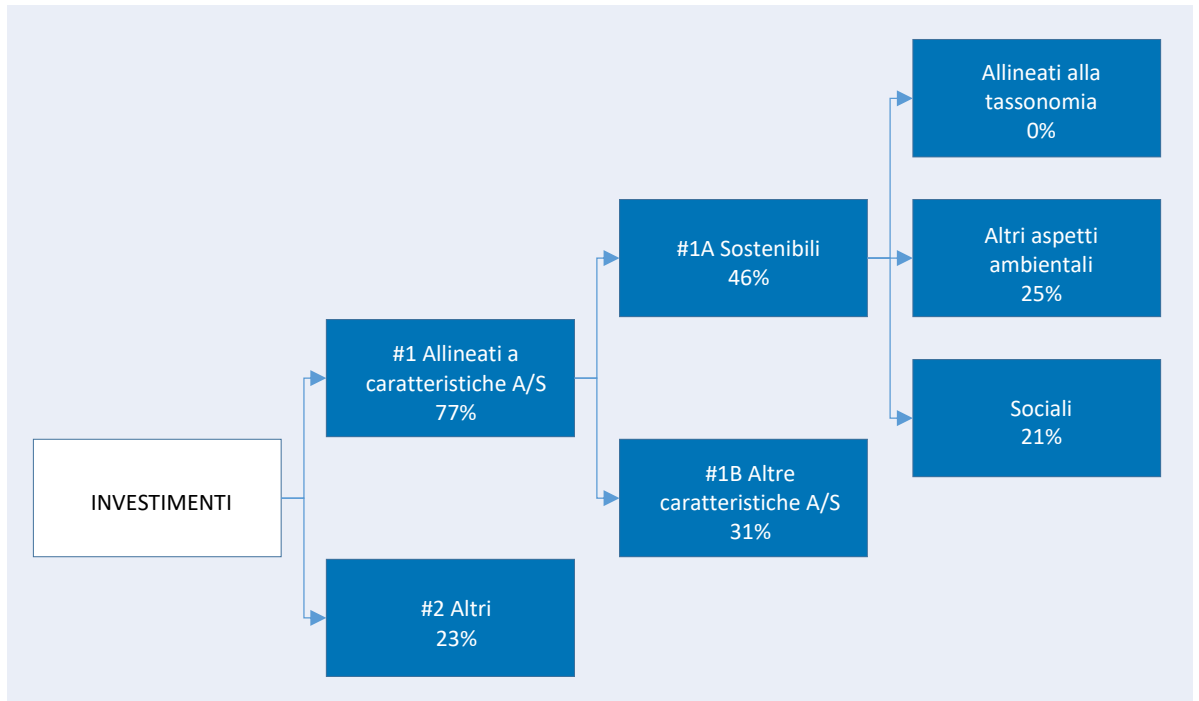 INVESTIMENTI
#1 Allineati a
caratteristiche A/S
77%
#2 Altri
23%
#1A Sostenibili
46%
#1B Altre
caratteristiche A/S
31%
Allineati alla
tassonomia
0%
Altri aspetti
ambientali
25%
Sociali
21%